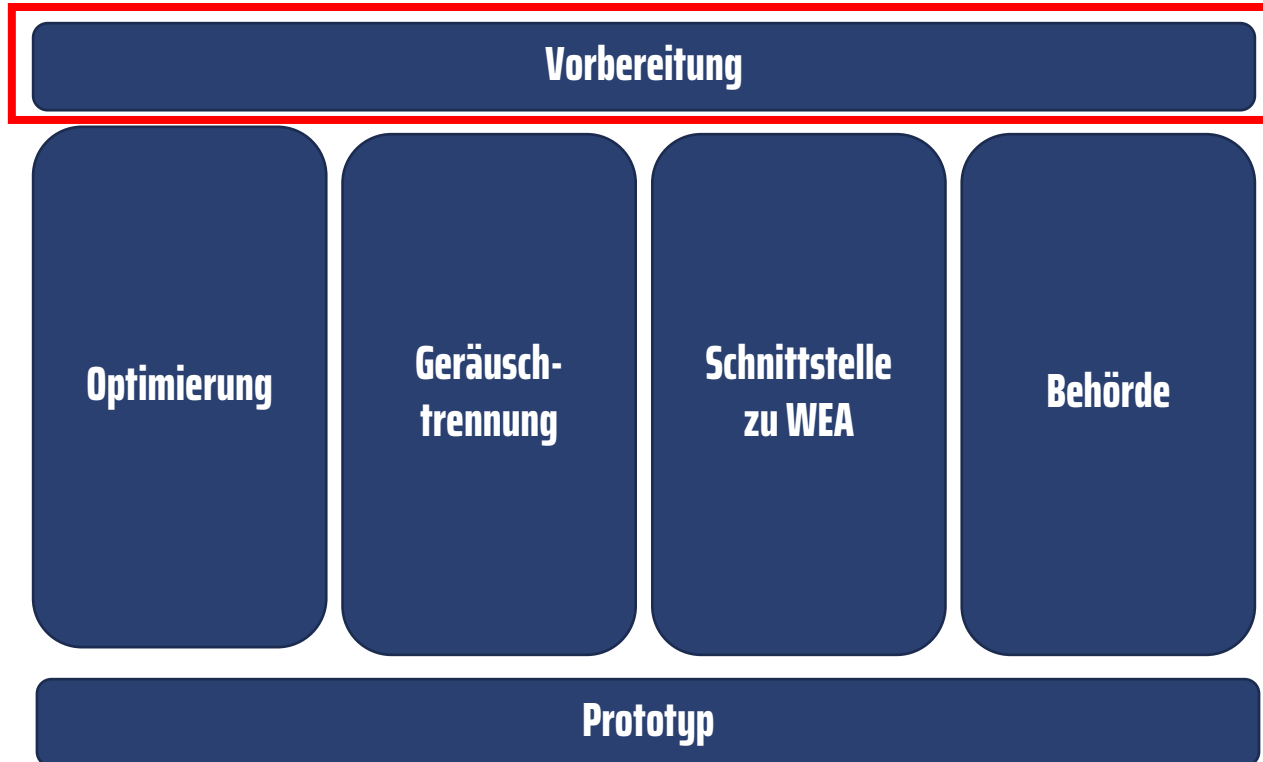 Vorbereitung
Optimierung
Geräusch-
trennung
Schnittstelle
zu WEA
Behörde
Prototyp